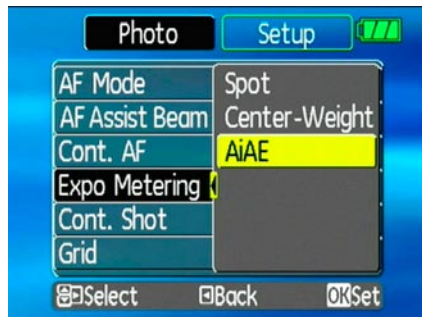 Photo Setup
AF Mode Spot
AF Assist Beam Center-Weight
Cont. AF AiAE
Expo Metering
Cont. Shot
Grid
Select Back OK Set